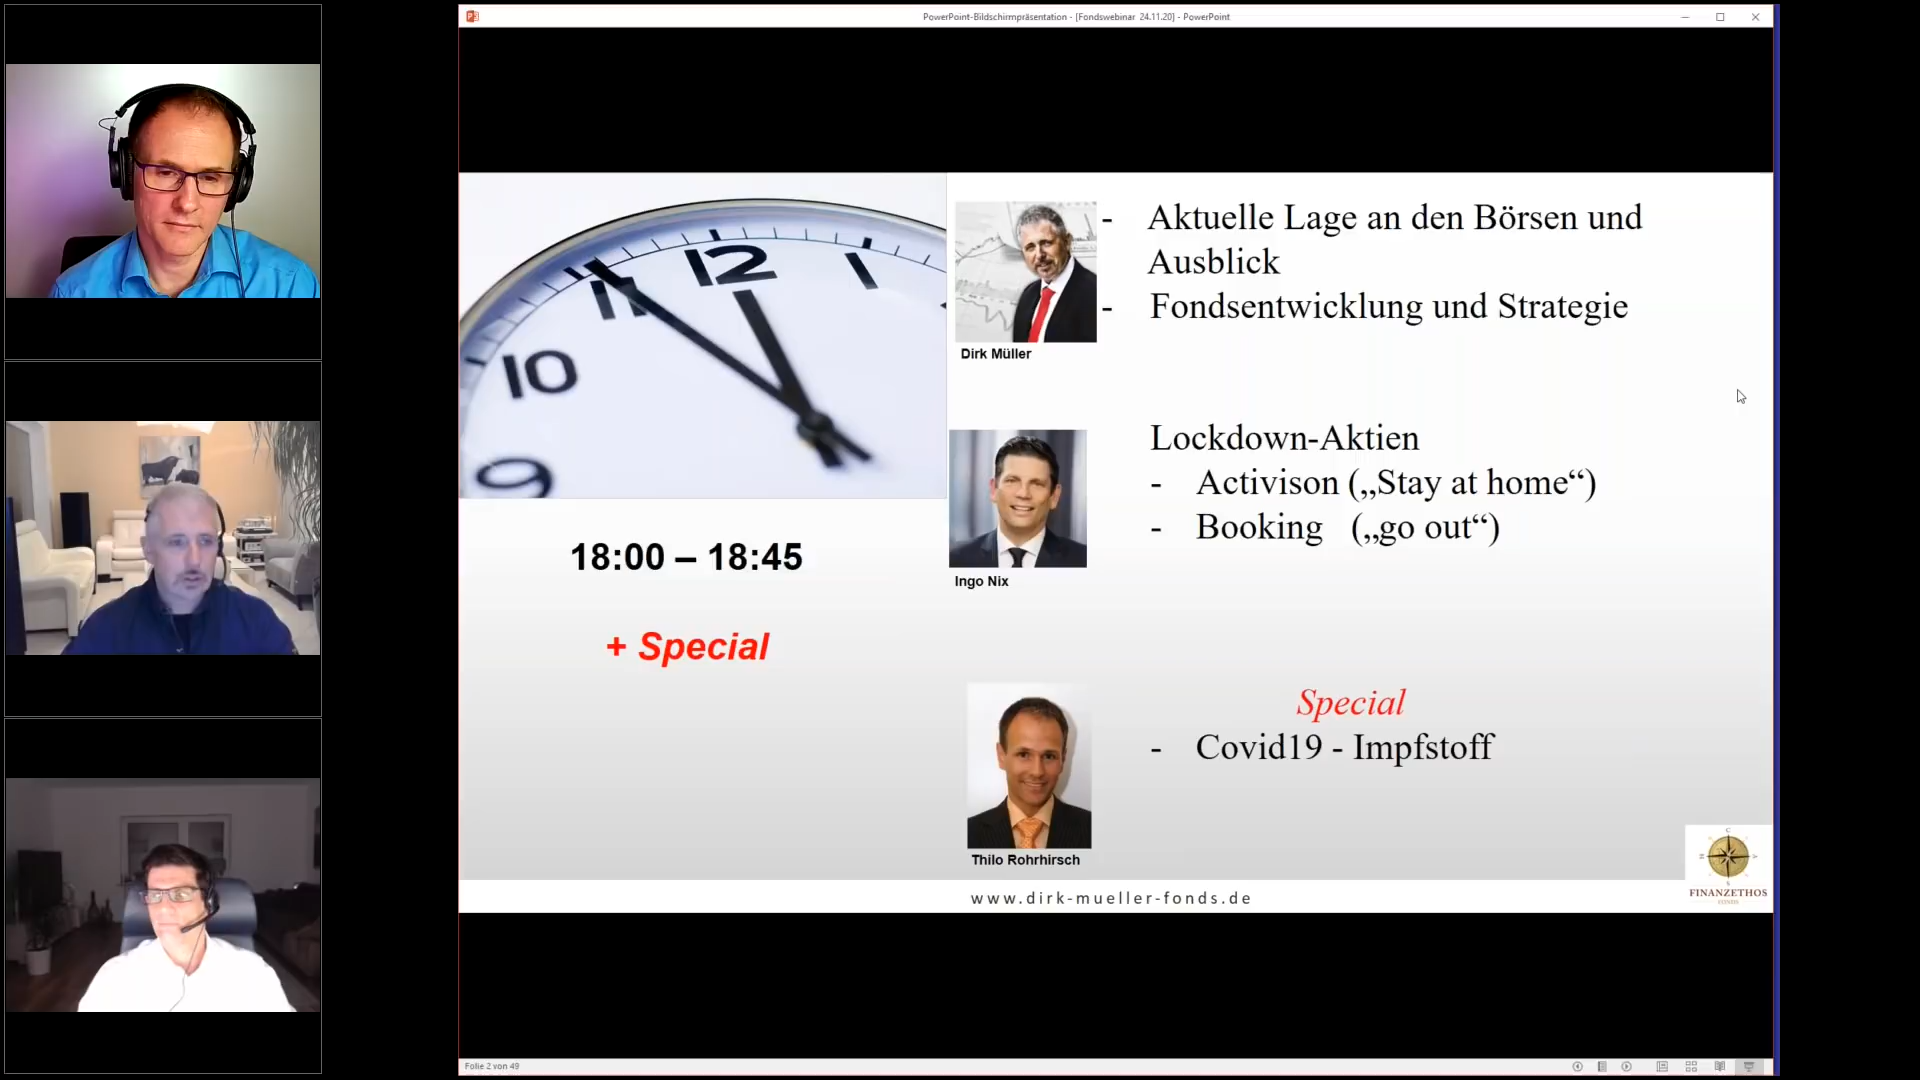 PowerPoint-Bildschirmpräsentation - [Fondswebinar 24.11.20] - PowerPoint
12
11
1
10
9
18:00 – 18:45
+ Special
- Aktuelle Lage an den Börsen und
Ausblick
- Fondsentwicklung und Strategie
Dirk Müller
Lockdown-Aktien
- Activison („Stay at home“)
- Booking („go out“)
Ingo Nix
Special
- Covid19 - Impfstoff
Thilo Rohrhirsch
FINANZETHOS
FONDS
www.dirk-mueller-fonds.de
Folie 2 von 49